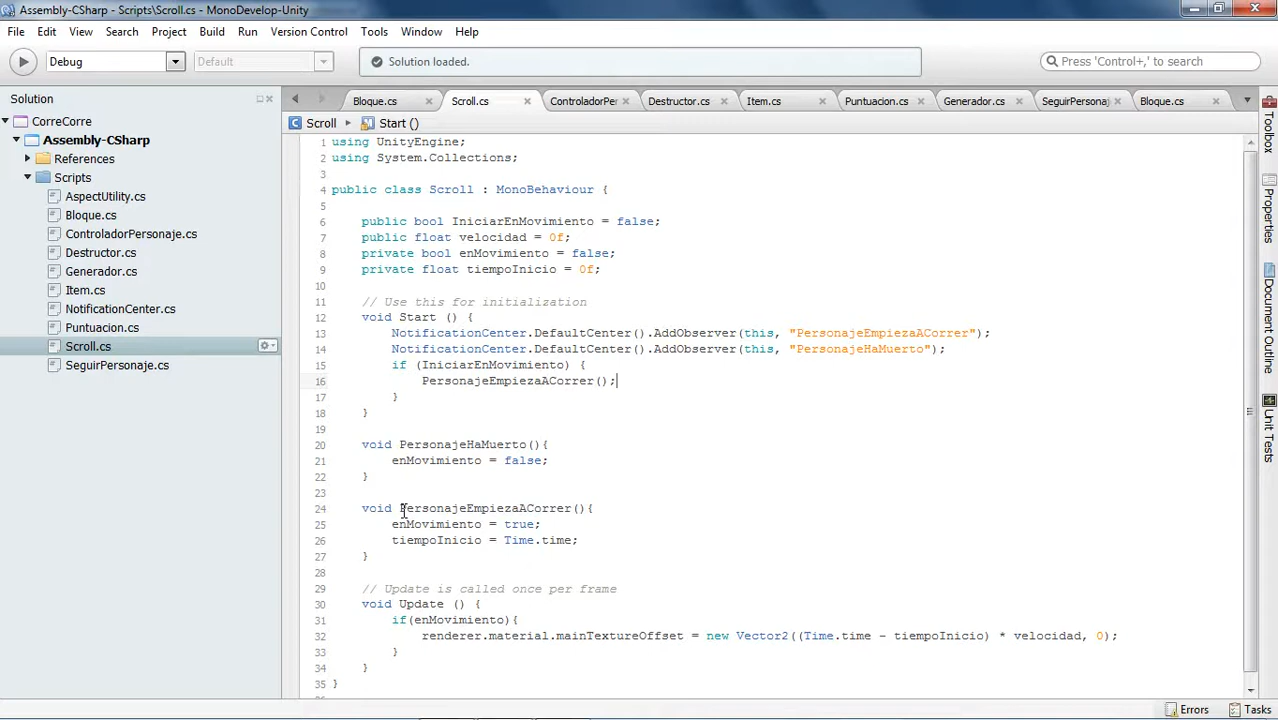 Assembly-CSharp - Scripts\Scroll.cs - MonoDevelop-Unity
File Edit View Search Project Build Run Version Control Tools Window Help
Debug Default Solution loaded. Press 'Control+,' to search
Solution
CorreCorre
Assembly-CSharp
References
Scripts
AspectUtility.cs
Bloque.cs
ControladorPersonaje.cs
Destructor.cs
Generador.cs
Item.cs
NotificationCenter.cs
Puntuacion.cs
Scroll.cs
SeguirPersonaje.cs
Bloque.cs Scroll.cs ControladorPer Destructor.cs Item.cs Puntuacion.cs Generador.cs SeguirPersonaj Bloque.cs
Scroll Start ()
1 using UnityEngine;
2 using System.Collections;
3
4 public class Scroll : MonoBehaviour {
5
6 public bool IniciarEnMovimiento = false;
7 public float velocidad = 0f;
8 private bool enMovimiento = false;
9 private float tiempoInicio = 0f;
10
11 // Use this for initialization
12 void Start () {
13 NotificationCenter.DefaultCenter().AddObserver(this, "PersonajeEmpiezaACorrer");
14 NotificationCenter.DefaultCenter().AddObserver(this, "PersonajeHaMuerto");
15 if (IniciarEnMovimiento) {
16 PersonajeEmpiezaACorrer();
17 }
18 }
19
20 void PersonajeHaMuerto(){
21 enMovimiento = false;
22 }
23
24 void PersonajeEmpiezaACorrer(){
25 enMovimiento = true;
26 tiempoInicio = Time.time;
27 }
28
29 // Update is called once per frame
30 void Update () {
31 if(enMovimiento){
32 renderer.material.mainTextureOffset = new Vector2((Time.time - tiempoInicio) * velocidad, 0);
33 }
34 }
35 }
Toolbox
Properties
Document Outline
Unit Tests
Errors Tasks